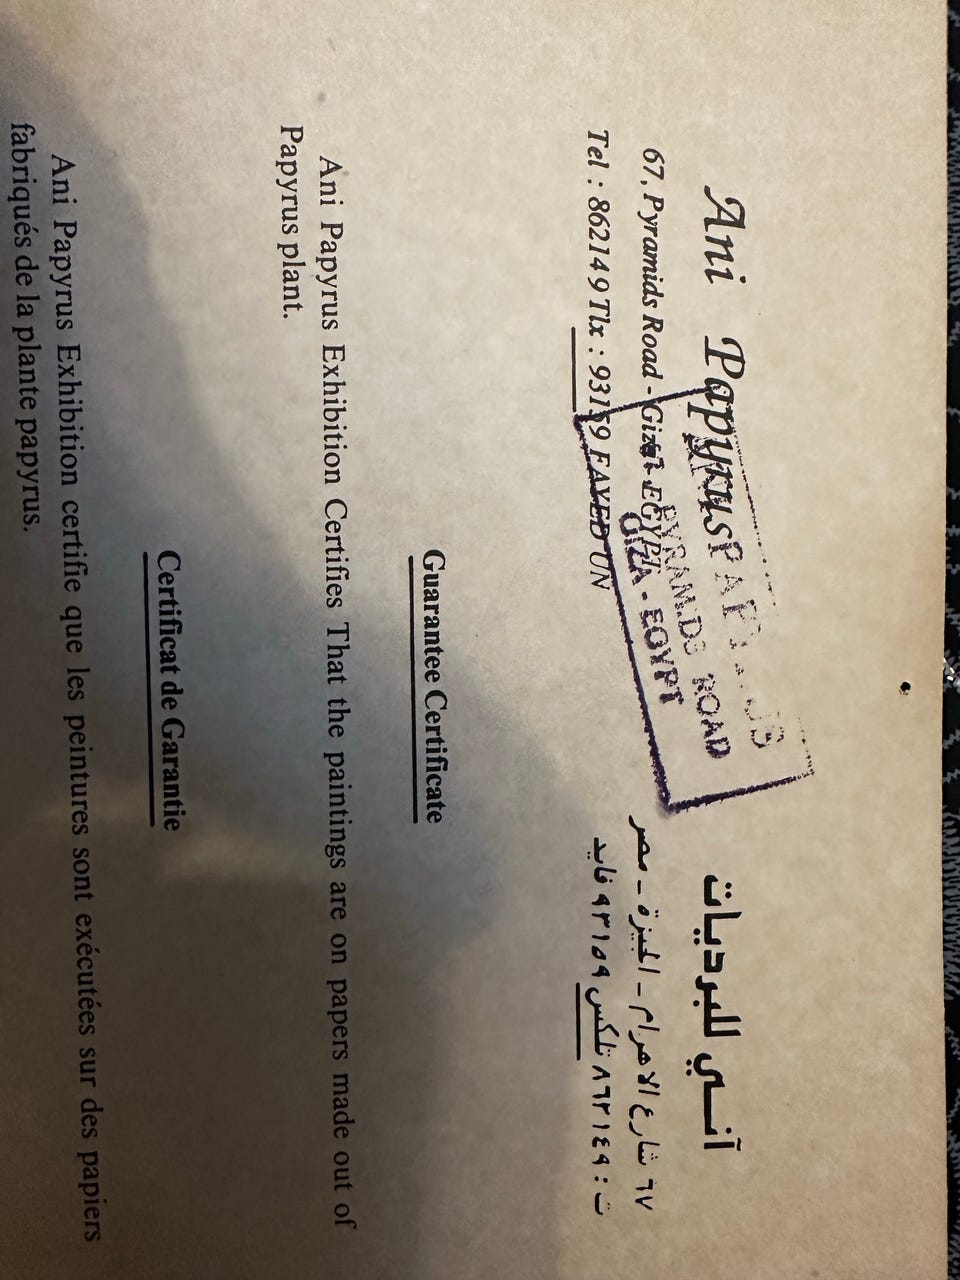 Ani Papyrus
آنــي للبرديات
67, Pyramids Road - Giza - EGYPT
٦٧ شارع الاهرام - الجيزة - مصر
Tel : 862149 Tlx : 93159 FAYED UN
ت : ٨٦٢١٤٩ تلكس ٩٣١٥٩ فايد
PYRAMIDS ROAD
GIZA - EGYPT
Guarantee Certificate
Ani Papyrus Exhibition Certifies That the paintings are on papers made out of
Papyrus plant.
Certificat de Garantie
Ani Papyrus Exhibition certifie que les peintures sont exécutées sur des papiers
fabriqués de la plante papyrus.